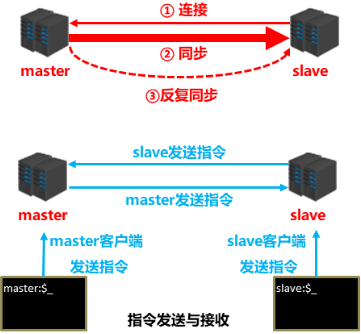 ① 连接
② 同步
master
slave
③反复同步
slave发送指令
master发送指令
master
slave
master客户端
发送指令
slave客户端
发送指令
master:$_
slave:$_
指令发送与接收